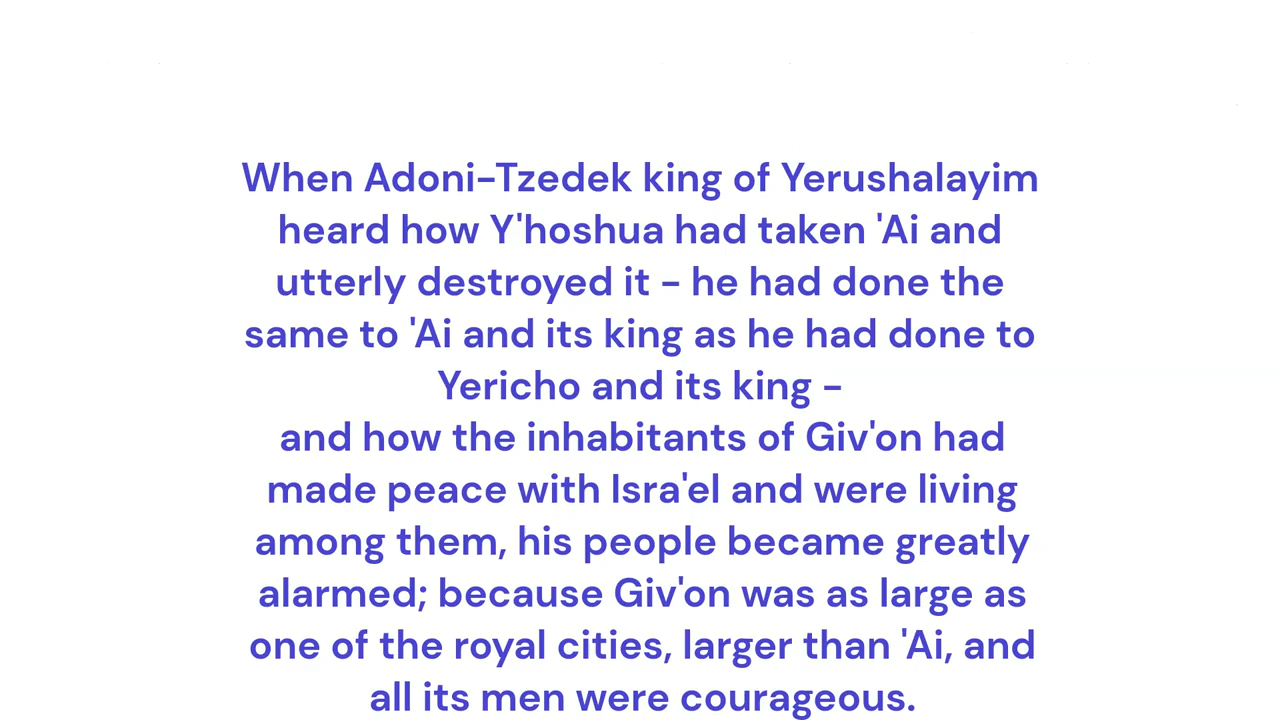 When Adoni-Tzedek king of Yerushalayim
heard how Y'hoshua had taken 'Ai and
utterly destroyed it - he had done the
same to 'Ai and its king as he had done to
Yericho and its king -
and how the inhabitants of Giv'on had
made peace with Isra'el and were living
among them, his people became greatly
alarmed; because Giv'on was as large as
one of the royal cities, larger than 'Ai, and
all its men were courageous.